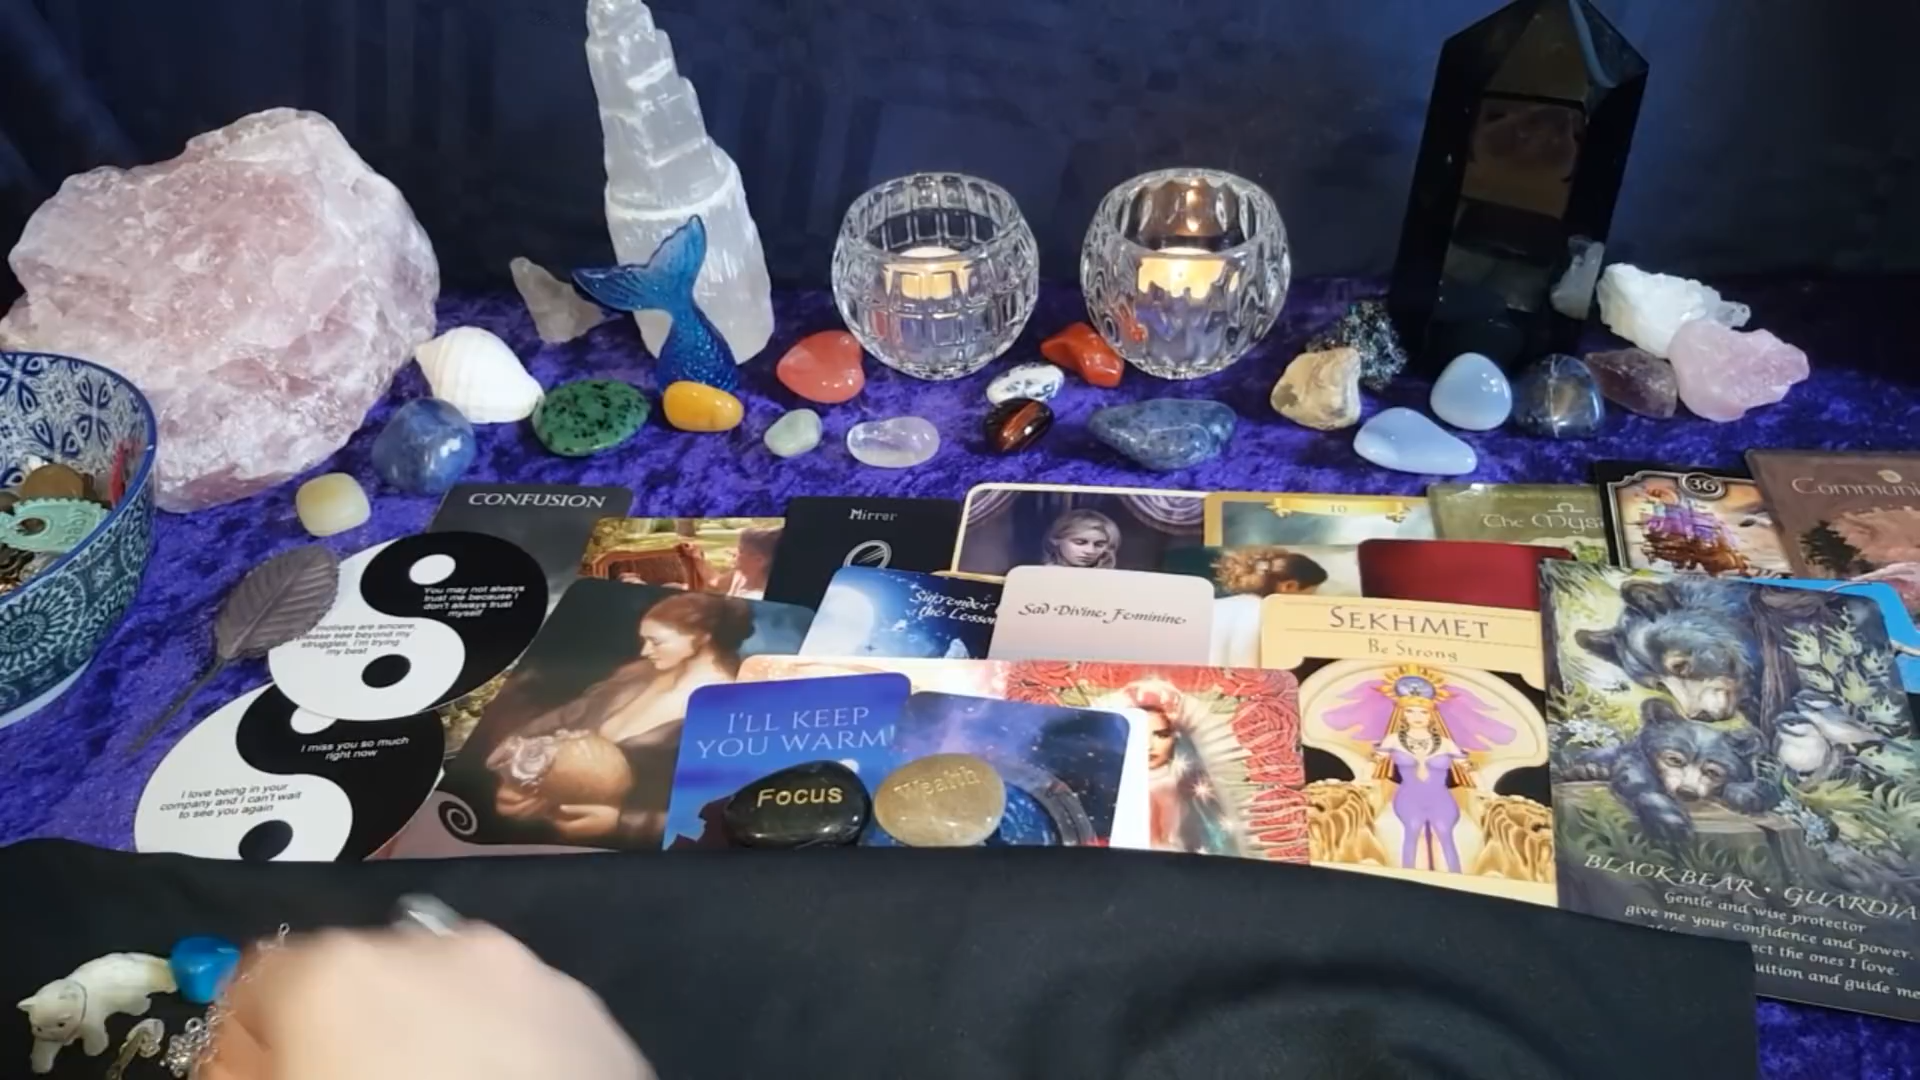 CONFUSION
Mirror
10
The Mys
36
Communi
You may not always
trust me because I
don't always trust
myself
motives are sincere,
please see beyond my
struggles, I'm trying
my best
Surrender
the Lesson
Sad Divine Feminine
SEKHMET
Be Strong
I miss you so much
right now
I love being in your
company and I can't wait
to see you again
I'LL KEEP
YOU WARM!
Focus
Wealth
BLACK BEAR · GUARDIA
Gentle and wise protector
give me your confidence and power.
ect the ones I love.
uition and guide me